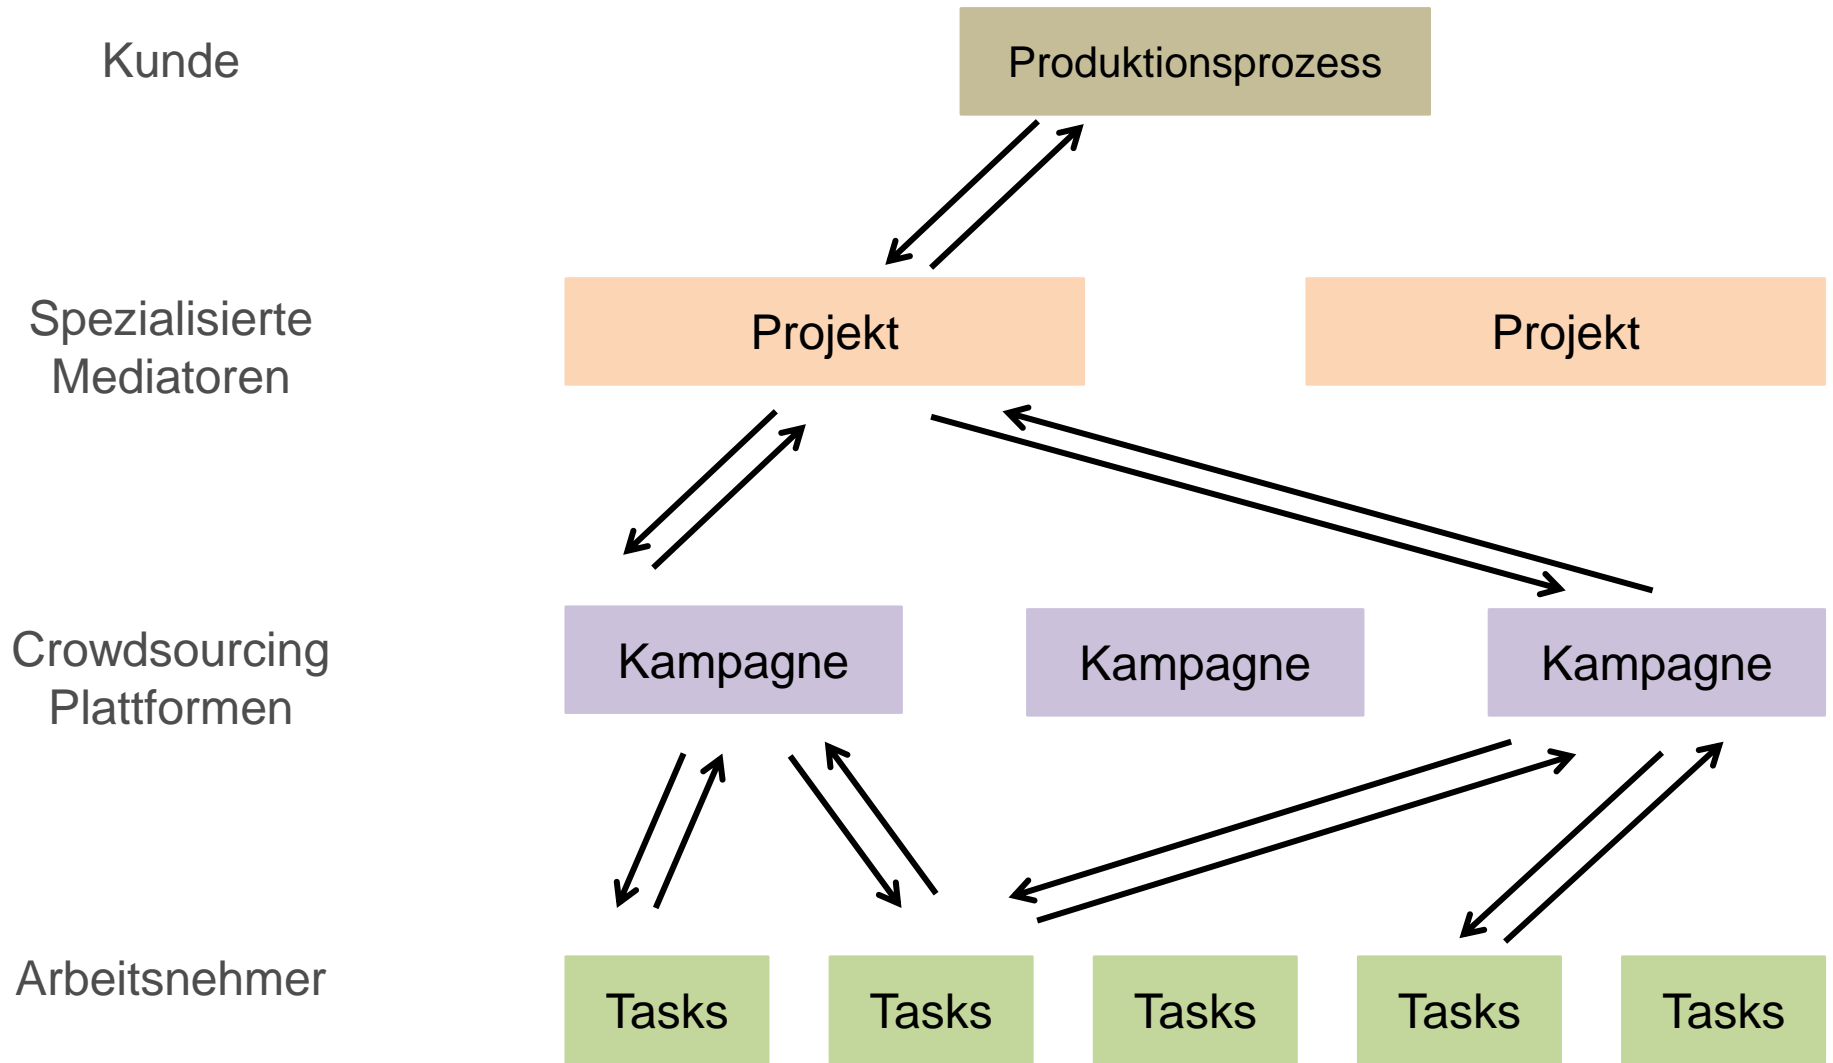 Kunde
Produktionsprozess
Spezialisierte
Mediatoren
Projekt
Projekt
Crowdsourcing
Plattformen
Kampagne
Kampagne
Kampagne
Arbeitsnehmer
Tasks
Tasks
Tasks
Tasks
Tasks